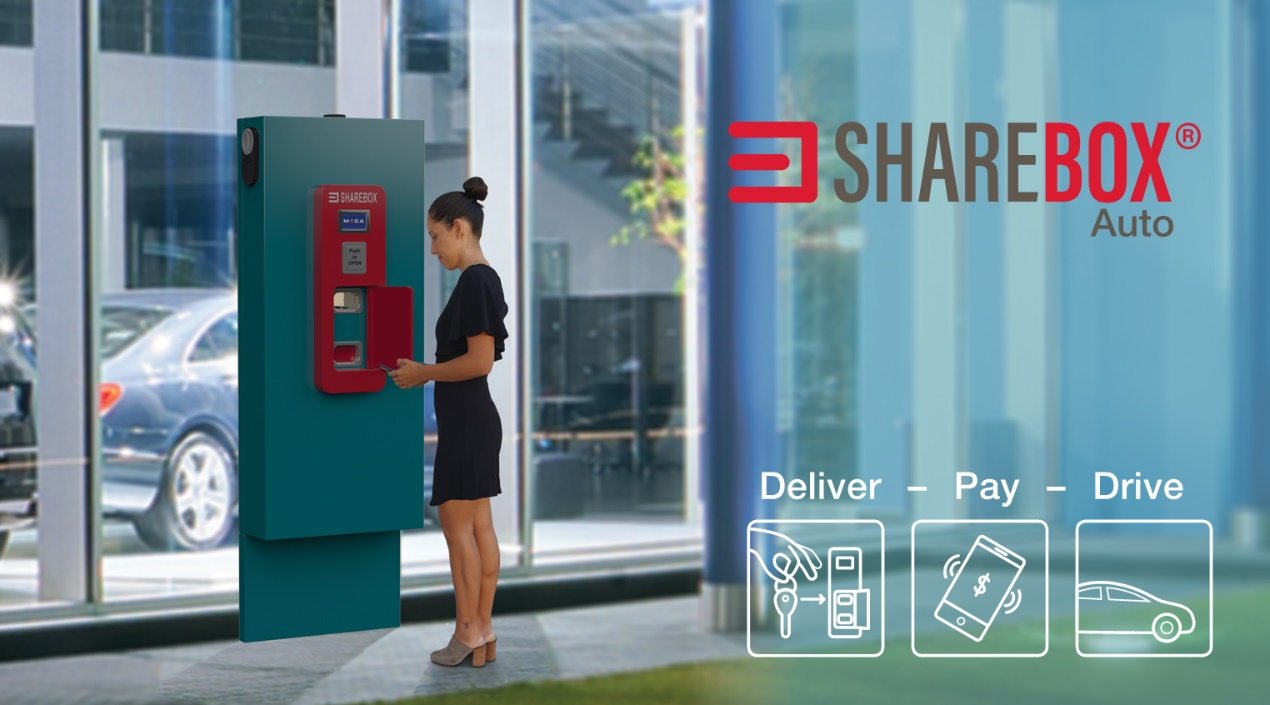 SHAREBOX
Push
to
OPEN
SHAREBOX®
Auto
Deliver – Pay – Drive
$